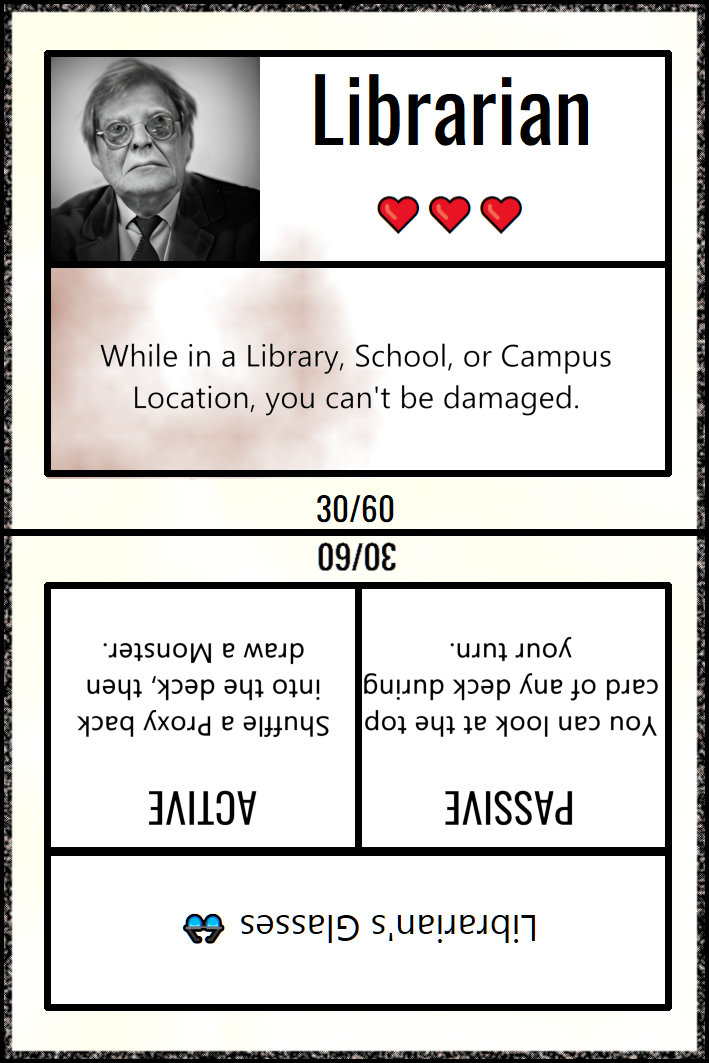 Librarian
While in a Library, School, or Campus
Location, you can't be damaged.
30/60
30/60
Librarian's Glasses
PASSIVE
You can look at the top
card of any deck during
your turn.
ACTIVE
Shuffle a Proxy back
into the deck, then
draw a Monster.